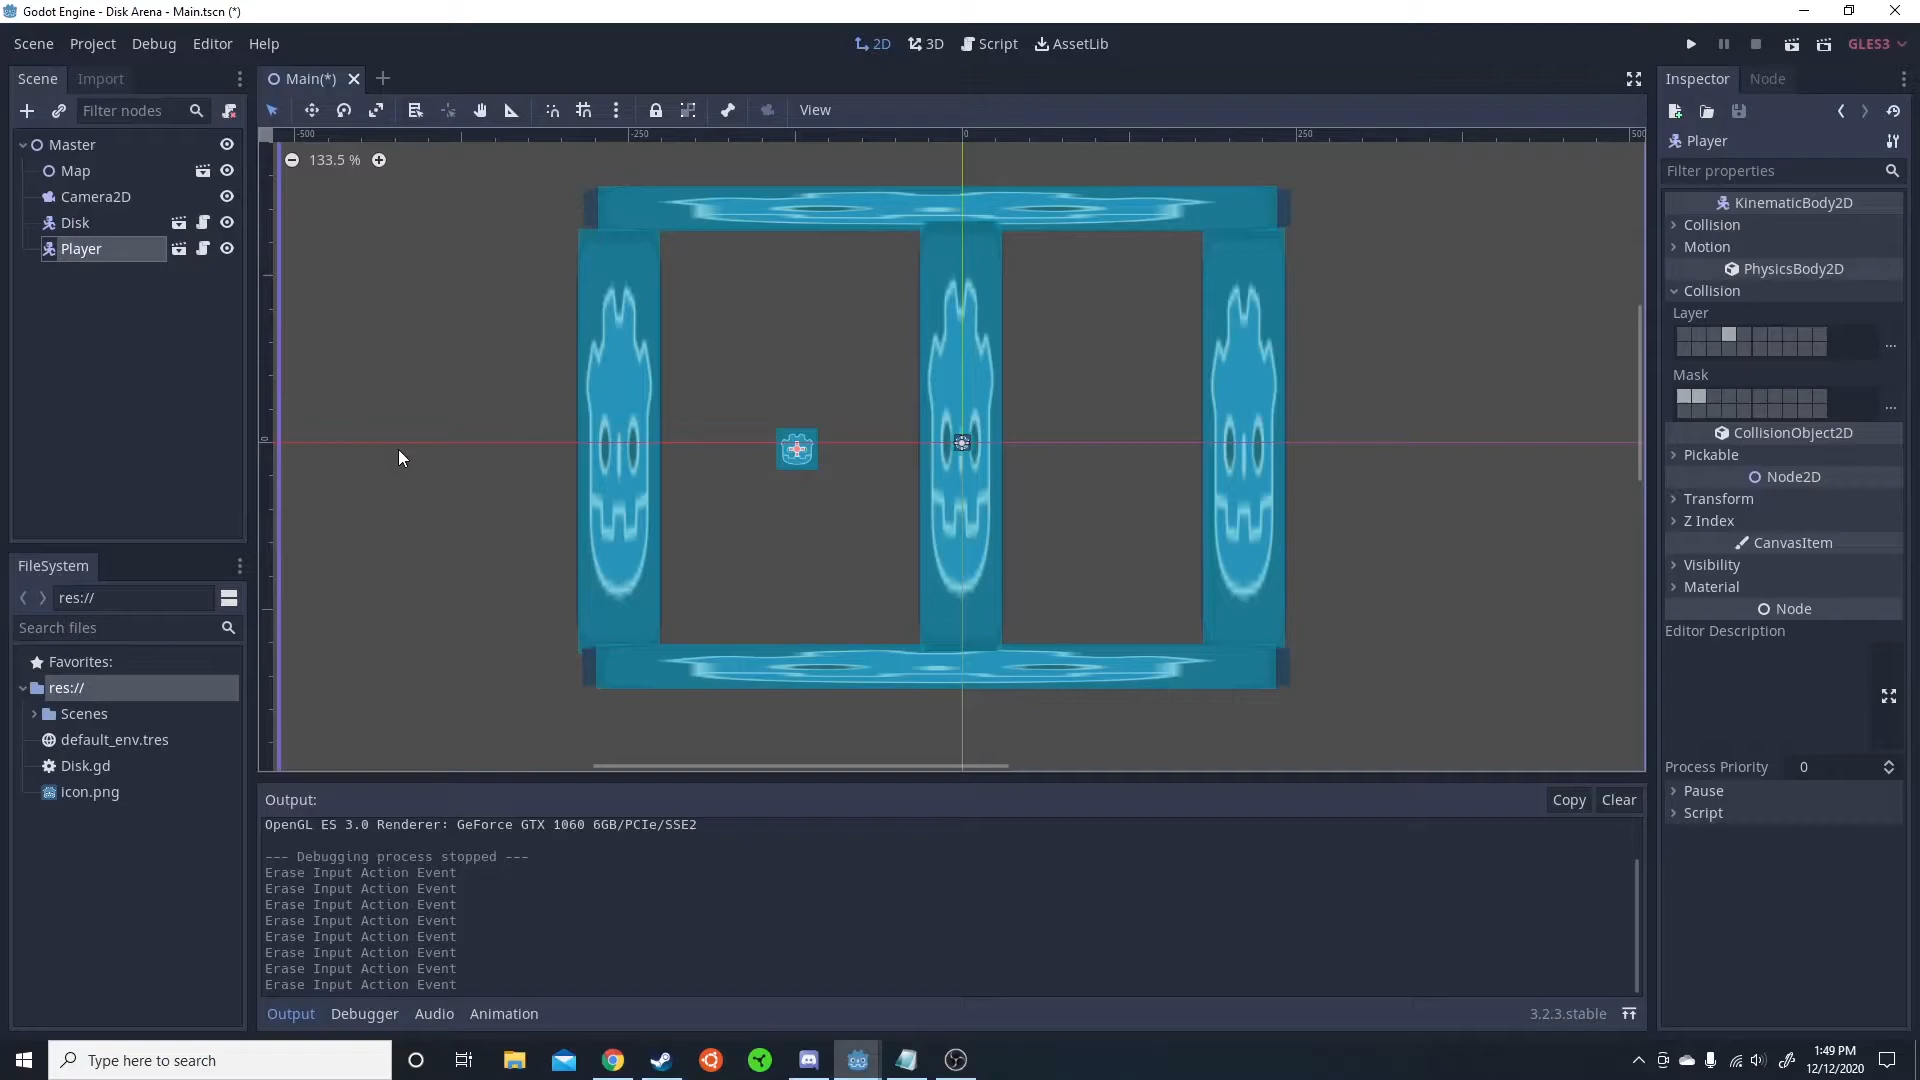 Godot Engine - Disk Arena - Main.tscn (*)
Scene Project Debug Editor Help
2D 3D Script AssetLib
GLES3
Scene Import
Main(*)
Inspector Node
Filter nodes
View
-500 -250 0 250 500
133.5 %
0
Master
Map
Camera2D
Disk
Player
Player
Filter properties
KinematicBody2D
Collision
Motion
PhysicsBody2D
Collision
Layer
...
Mask
...
CollisionObject2D
Pickable
Node2D
Transform
Z Index
CanvasItem
Visibility
Material
Node
Editor Description
Process Priority 0
Pause
Script
FileSystem
res://
Search files
Favorites:
res://
Scenes
default_env.tres
Disk.gd
icon.png
Output:
Copy Clear
OpenGL ES 3.0 Renderer: GeForce GTX 1060 6GB/PCIe/SSE2
--- Debugging process stopped ---
Erase Input Action Event
Erase Input Action Event
Erase Input Action Event
Erase Input Action Event
Erase Input Action Event
Erase Input Action Event
Erase Input Action Event
Erase Input Action Event
Output Debugger Audio Animation
3.2.3.stable
Type here to search
1:49 PM
12/12/2020